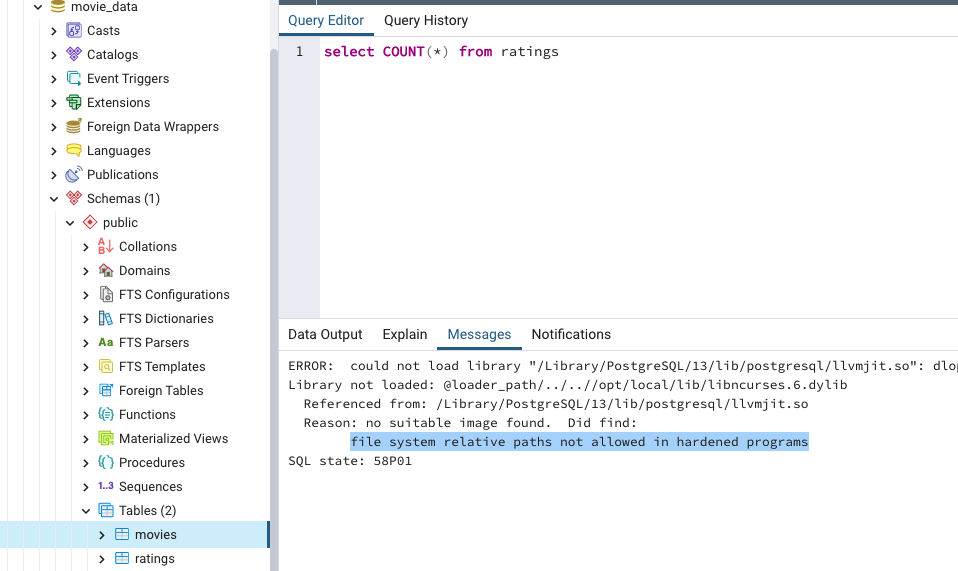 movie_data
Casts
Catalogs
Event Triggers
Extensions
Foreign Data Wrappers
Languages
Publications
Schemas (1)
public
Collations
Domains
FTS Configurations
FTS Dictionaries
Aa FTS Parsers
FTS Templates
Foreign Tables
Functions
Materialized Views
Procedures
1..3 Sequences
Tables (2)
movies
ratings
Query Editor Query History
1 select COUNT(*) from ratings
Data Output Explain Messages Notifications
ERROR:  could not load library "/Library/PostgreSQL/13/lib/postgresql/llvmjit.so": dlop
Library not loaded: @loader_path/../..//opt/local/lib/libncurses.6.dylib
Referenced from: /Library/PostgreSQL/13/lib/postgresql/llvmjit.so
Reason: no suitable image found.  Did find:
file system relative paths not allowed in hardened programs
SQL state: 58P01